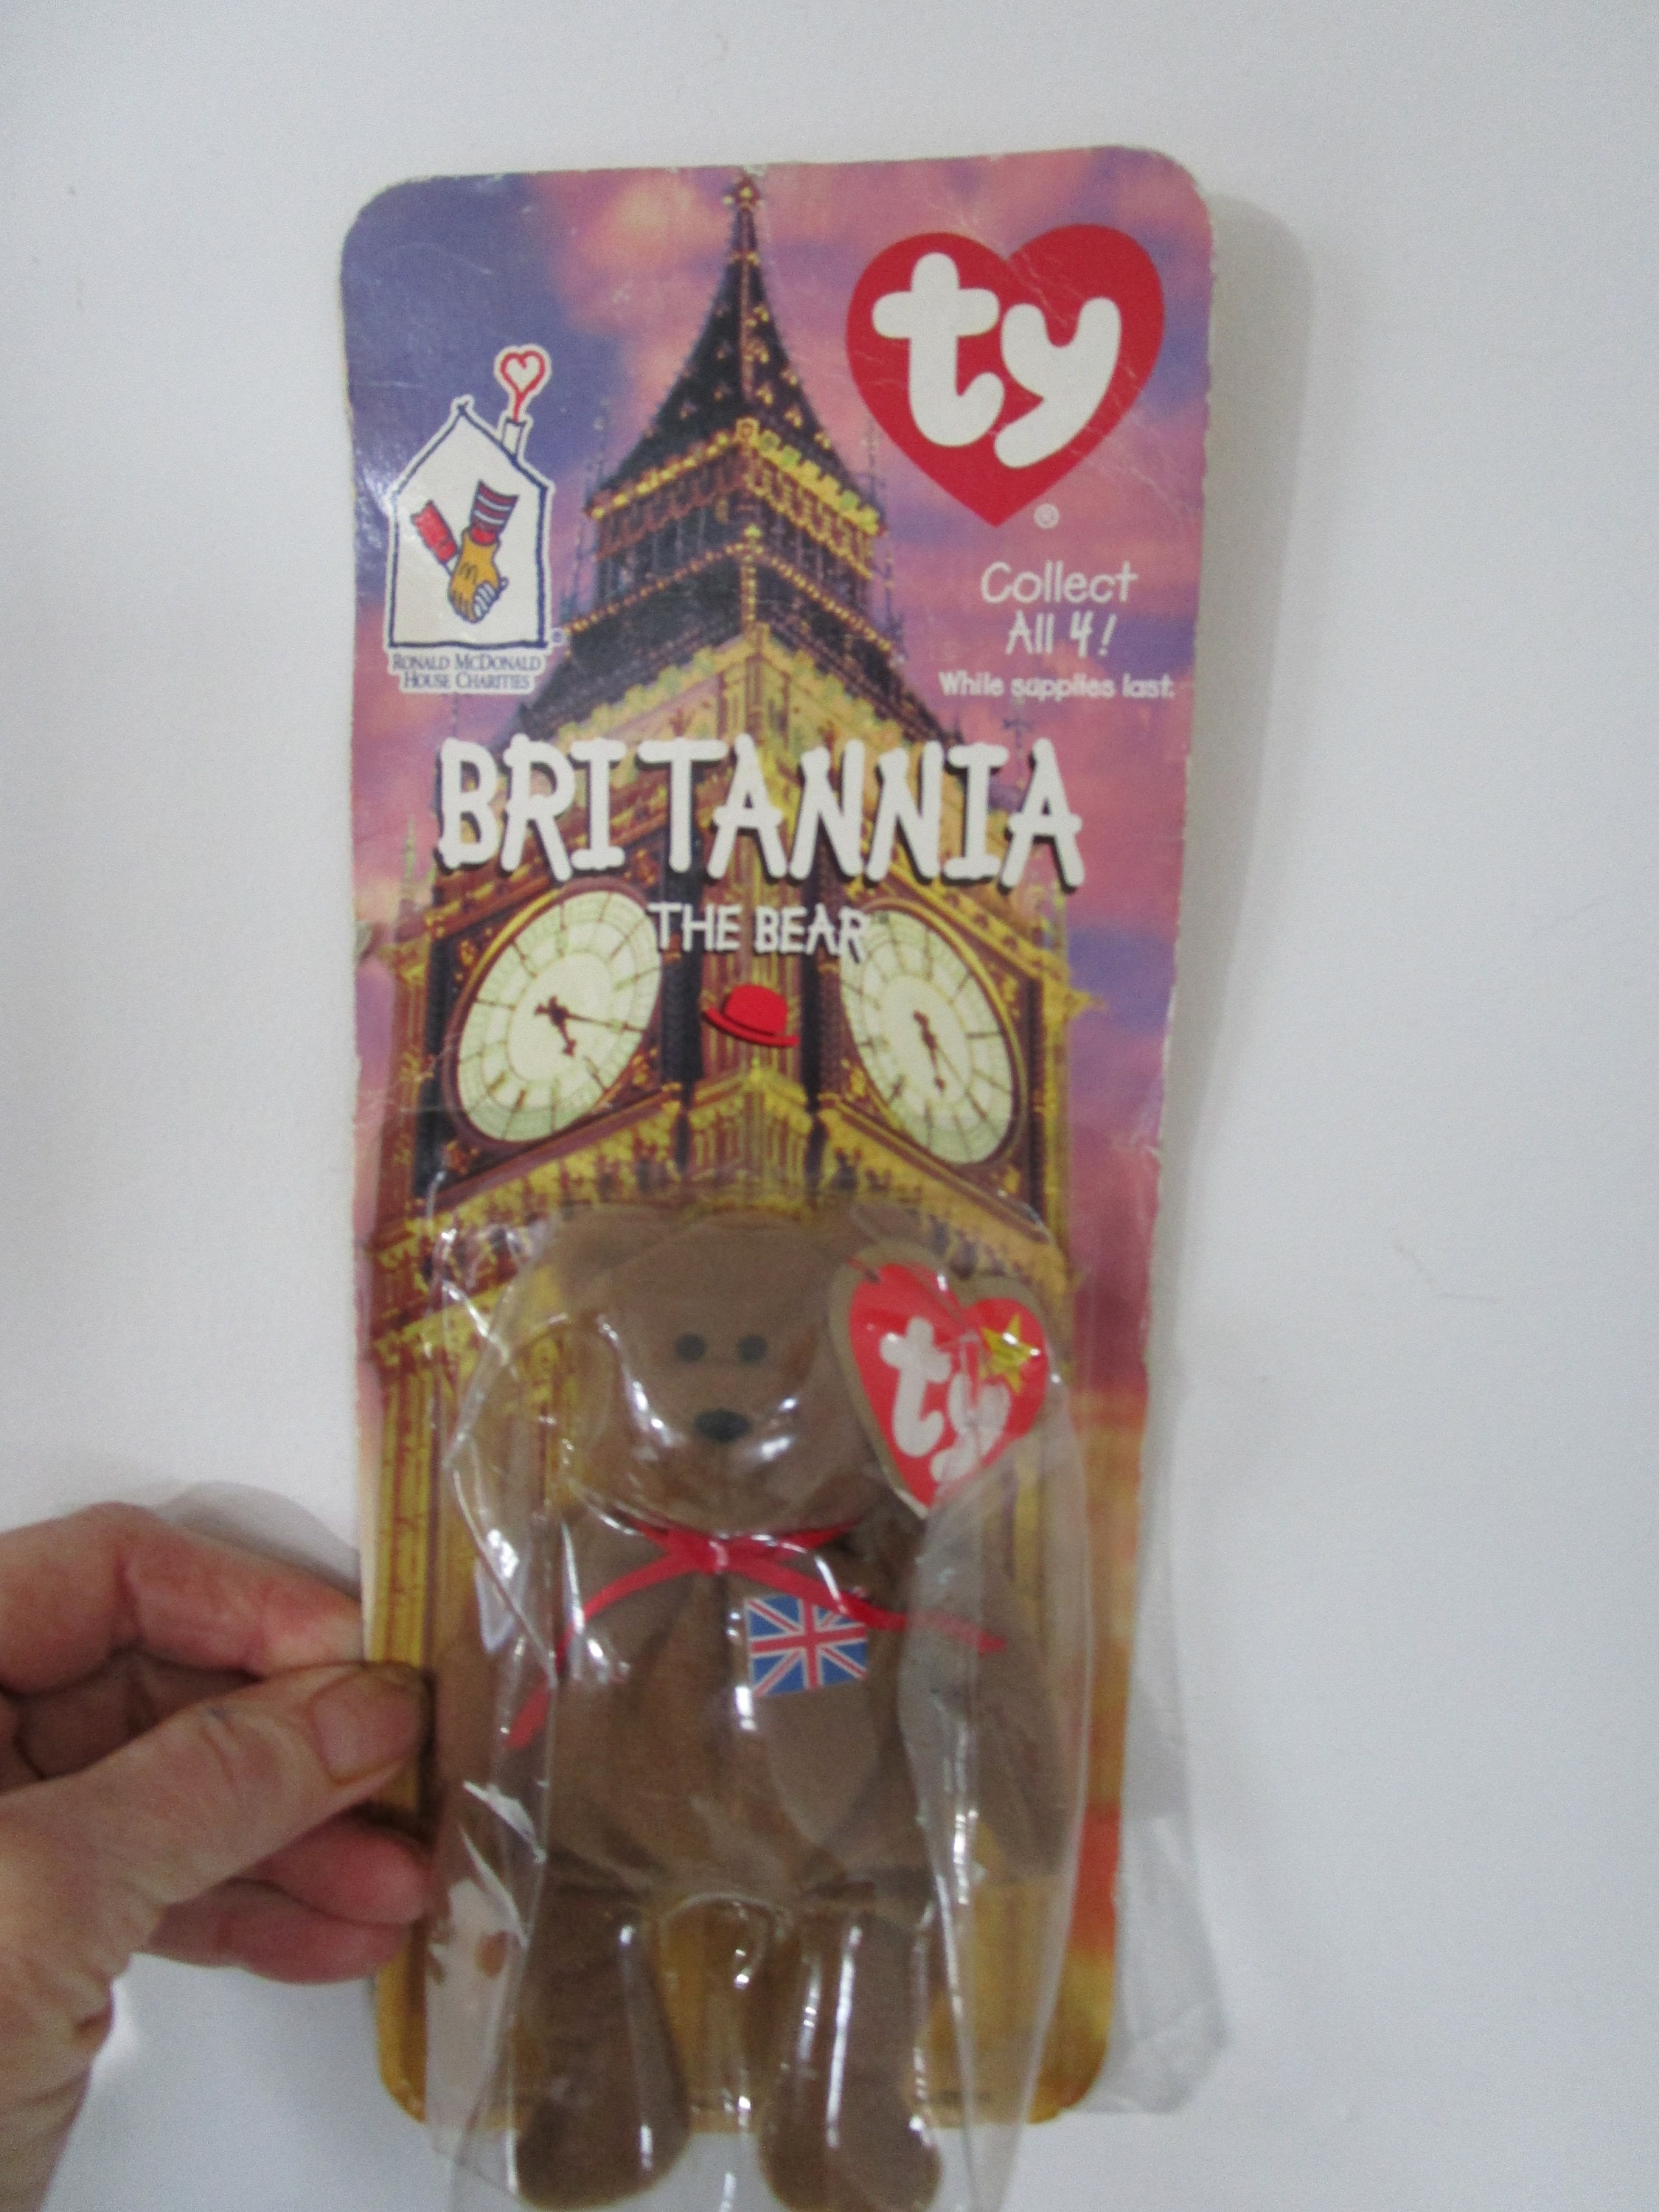 ty
®
Collect
All 4!
While supplies last.
RONALD MCDONALD
HOUSE CHARITIES
®
BRITANNIA
THE BEAR
ty